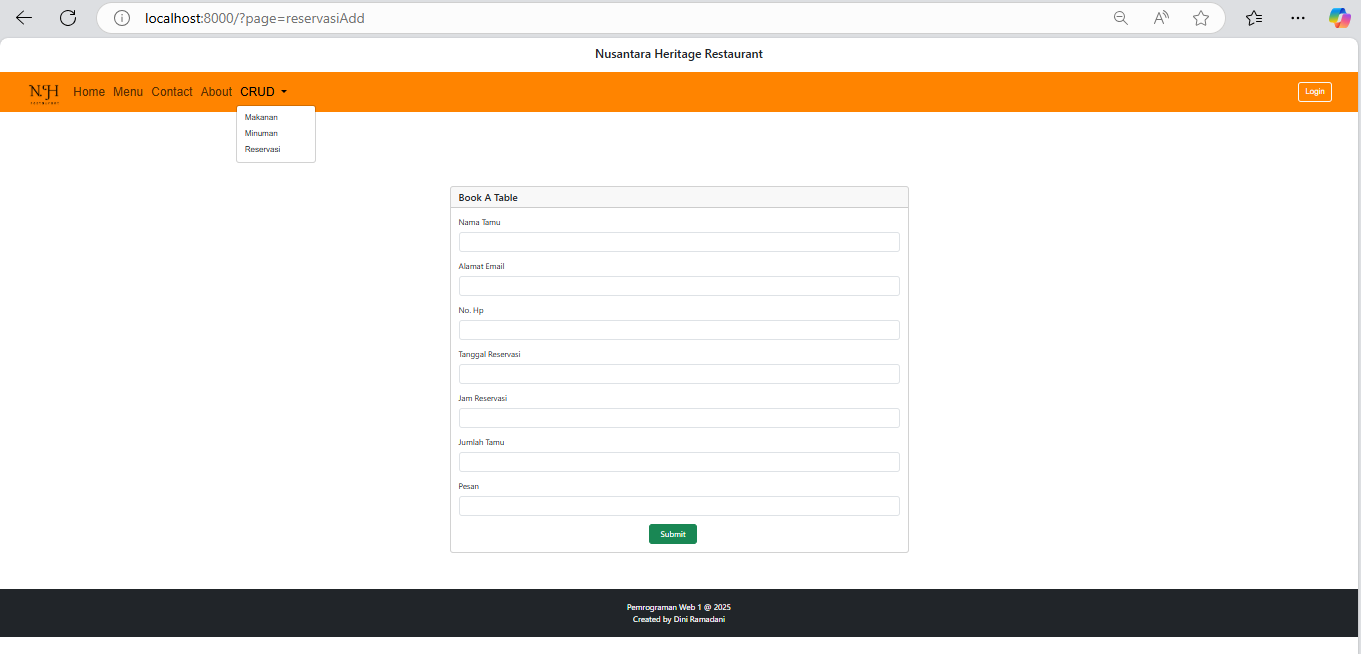 localhost:8000/?page=reservasiAdd
Nusantara Heritage Restaurant
NH Home Menu Contact About CRUD Login
RESTAURANT
Makanan
Minuman
Reservasi
Book A Table
Nama Tamu
Alamat Email
No. Hp
Tanggal Reservasi
Jam Reservasi
Jumlah Tamu
Pesan
Submit
Pemrograman Web 1 @ 2025
Created by Dini Ramadani